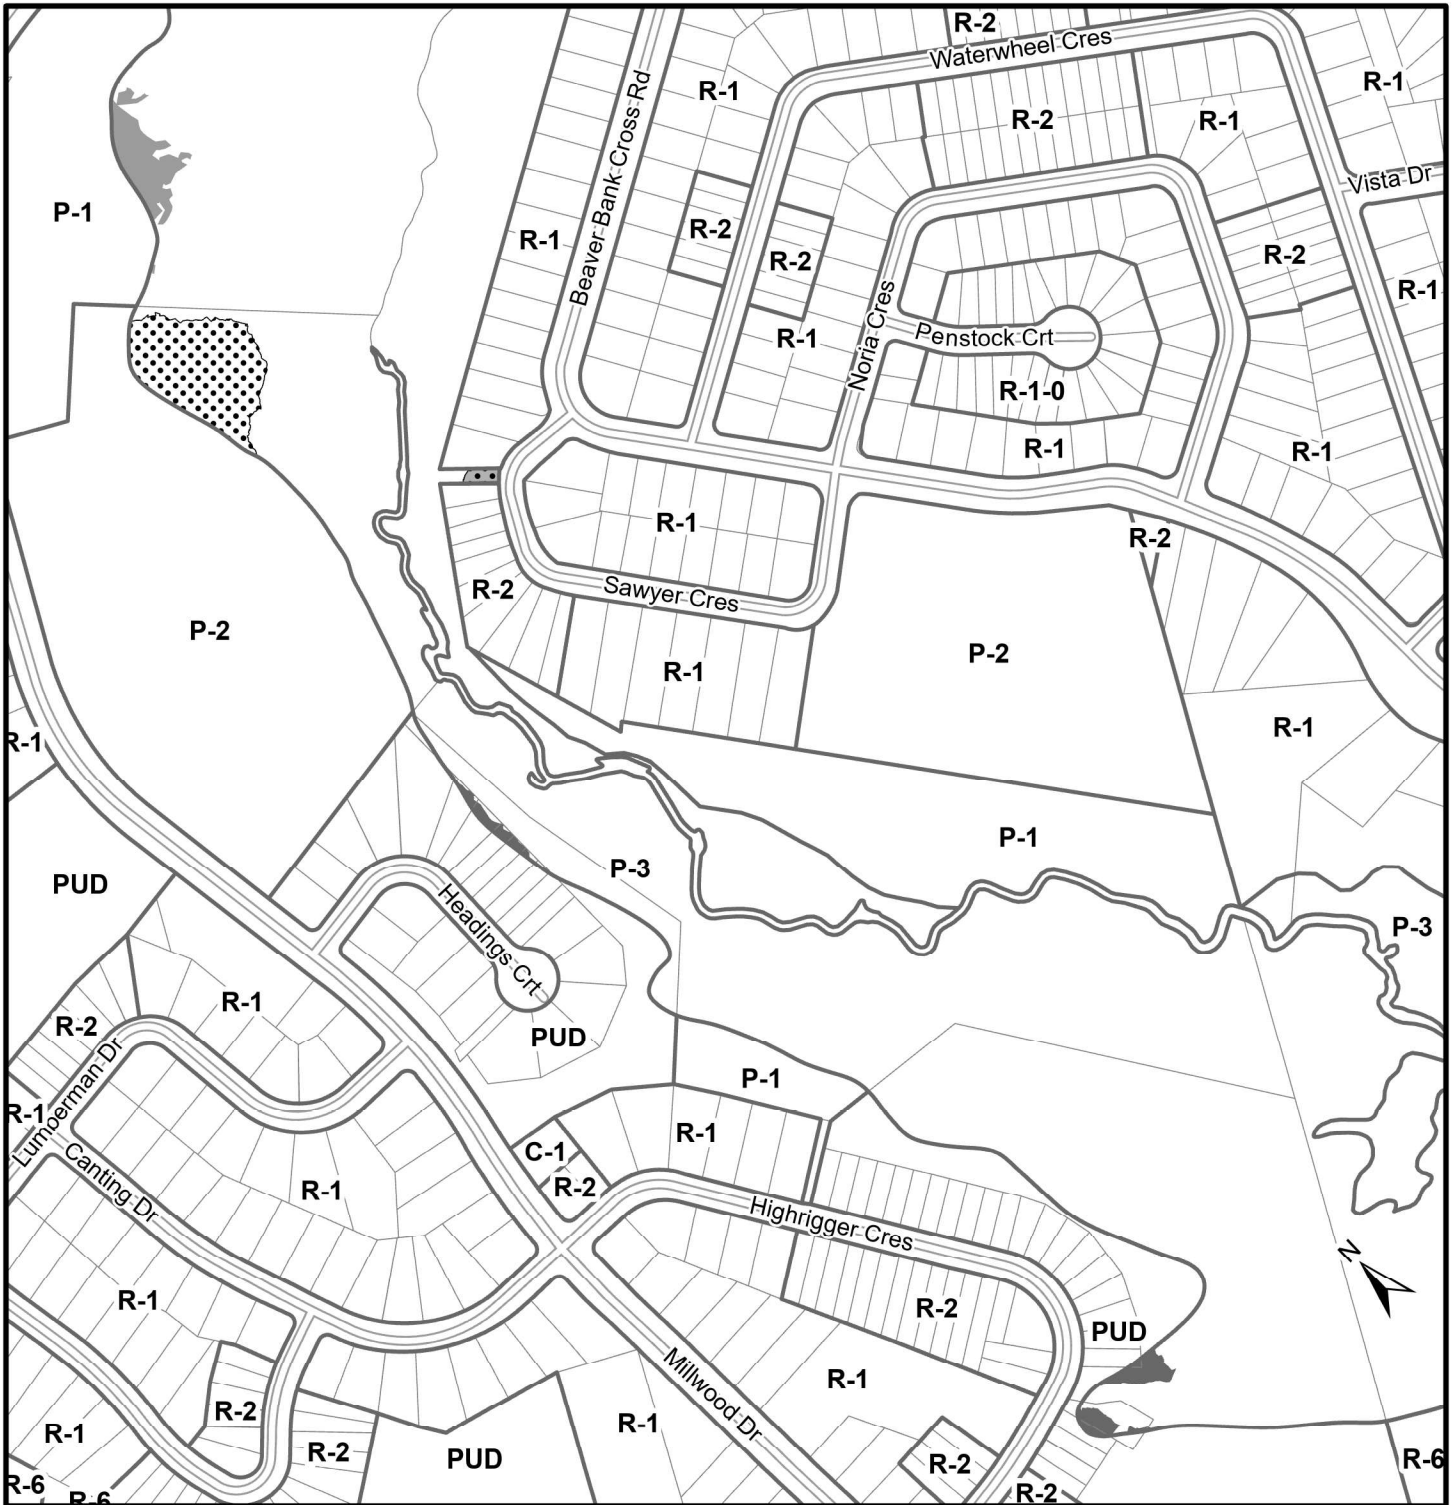 R-2
Waterwheel Cres
R-1
R-1
R-2
R-1
Beaver Bank Cross Rd
Vista Dr
P-1
R-2
R-1
R-2
R-2
R-1
R-1
Noria Cres
Penstock Crt
R-1-0
R-1
R-1
R-1
R-2
R-2
Sawyer Cres
P-2
P-2
R-1
R-1
R-1
P-1
P-3
PUD
Headings Crt
P-3
R-1
R-2
PUD
Lumberman Dr
P-1
R-1
R-1
C-1
Canting Dr
R-1
R-2
Highrigger Cres
N
R-1
R-2
PUD
Millwood Dr
R-1
R-2
R-1
R-1
R-2
PUD
R-2
R-6
R-6
R-6
R-2